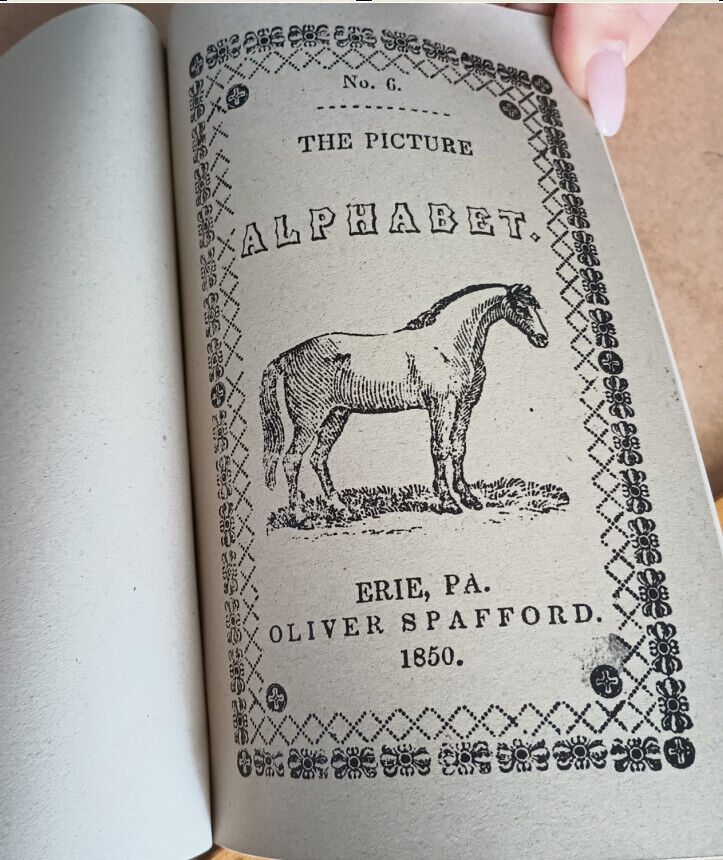 No. 6.
THE PICTURE
ALPHABET.
ERIE, PA.
OLIVER SPAFFORD.
1850.